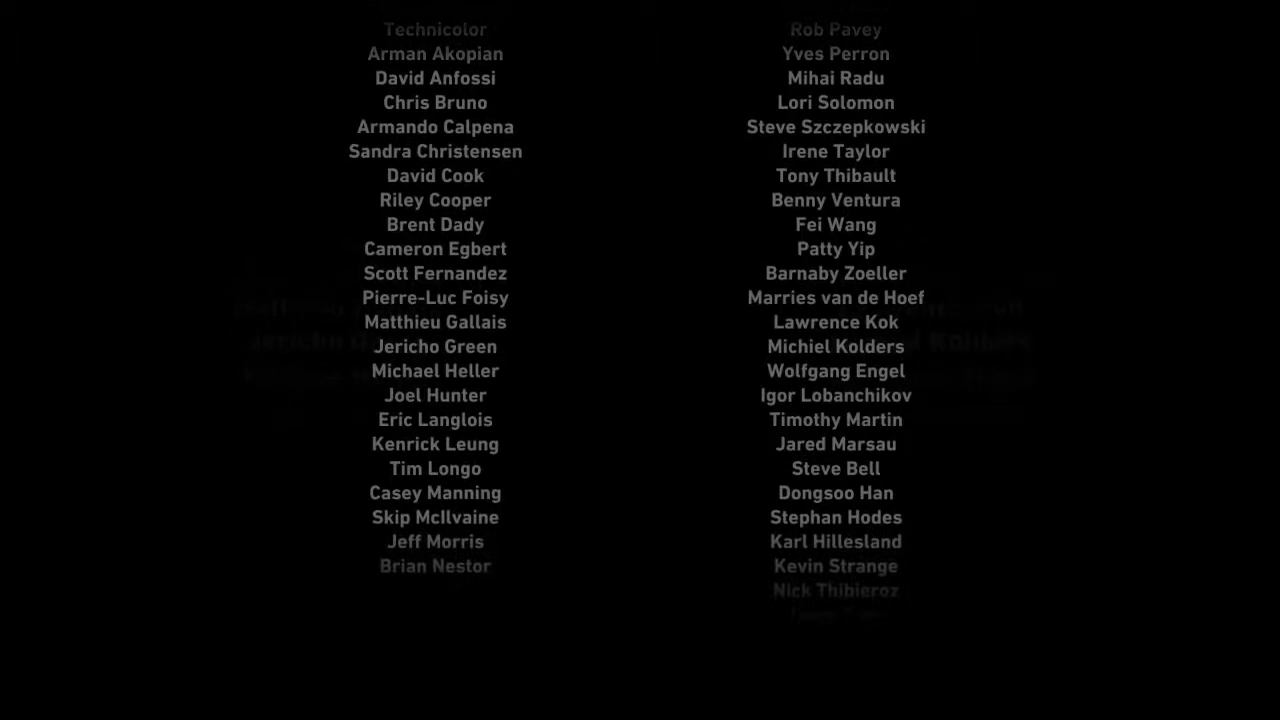 Technicolor
Arman Akopian
David Anfossi
Chris Bruno
Armando Calpena
Sandra Christensen
David Cook
Riley Cooper
Brent Dady
Cameron Egbert
Scott Fernandez
Pierre-Luc Foisy
Matthieu Gallais
Jericho Green
Michael Heller
Joel Hunter
Eric Langlois
Kenrick Leung
Tim Longo
Casey Manning
Skip McIlvaine
Jeff Morris
Brian Nestor
Rob Pavey
Yves Perron
Mihai Radu
Lori Solomon
Steve Szczepkowski
Irene Taylor
Tony Thibault
Benny Ventura
Fei Wang
Patty Yip
Barnaby Zoeller
Marries van de Hoef
Lawrence Kok
Michiel Kolders
Wolfgang Engel
Igor Lobanchikov
Timothy Martin
Jared Marsau
Steve Bell
Dongsoo Han
Stephan Hodes
Karl Hillesland
Kevin Strange
Nick Thibieroz